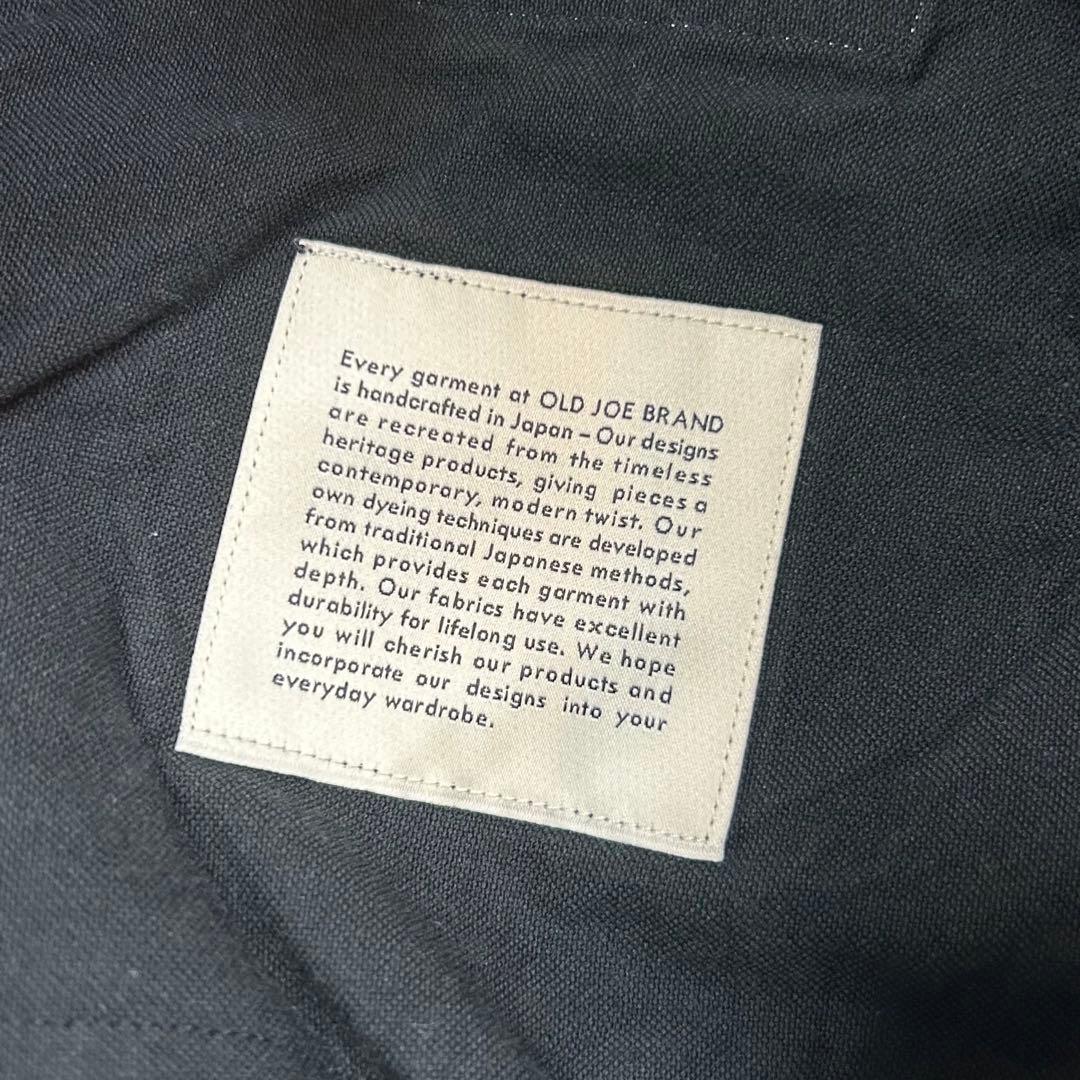 Every garment at OLD JOE BRAND
is handcrafted in Japan – Our designs
are recreated from the timeless
heritage products, giving pieces a
contemporary, modern twist. Our
own dyeing techniques are developed
from traditional Japanese methods,
which provides each garment with
depth. Our fabrics have excellent
durability for lifelong use. We hope
you will cherish our products and
incorporate our designs into your
everyday wardrobe.